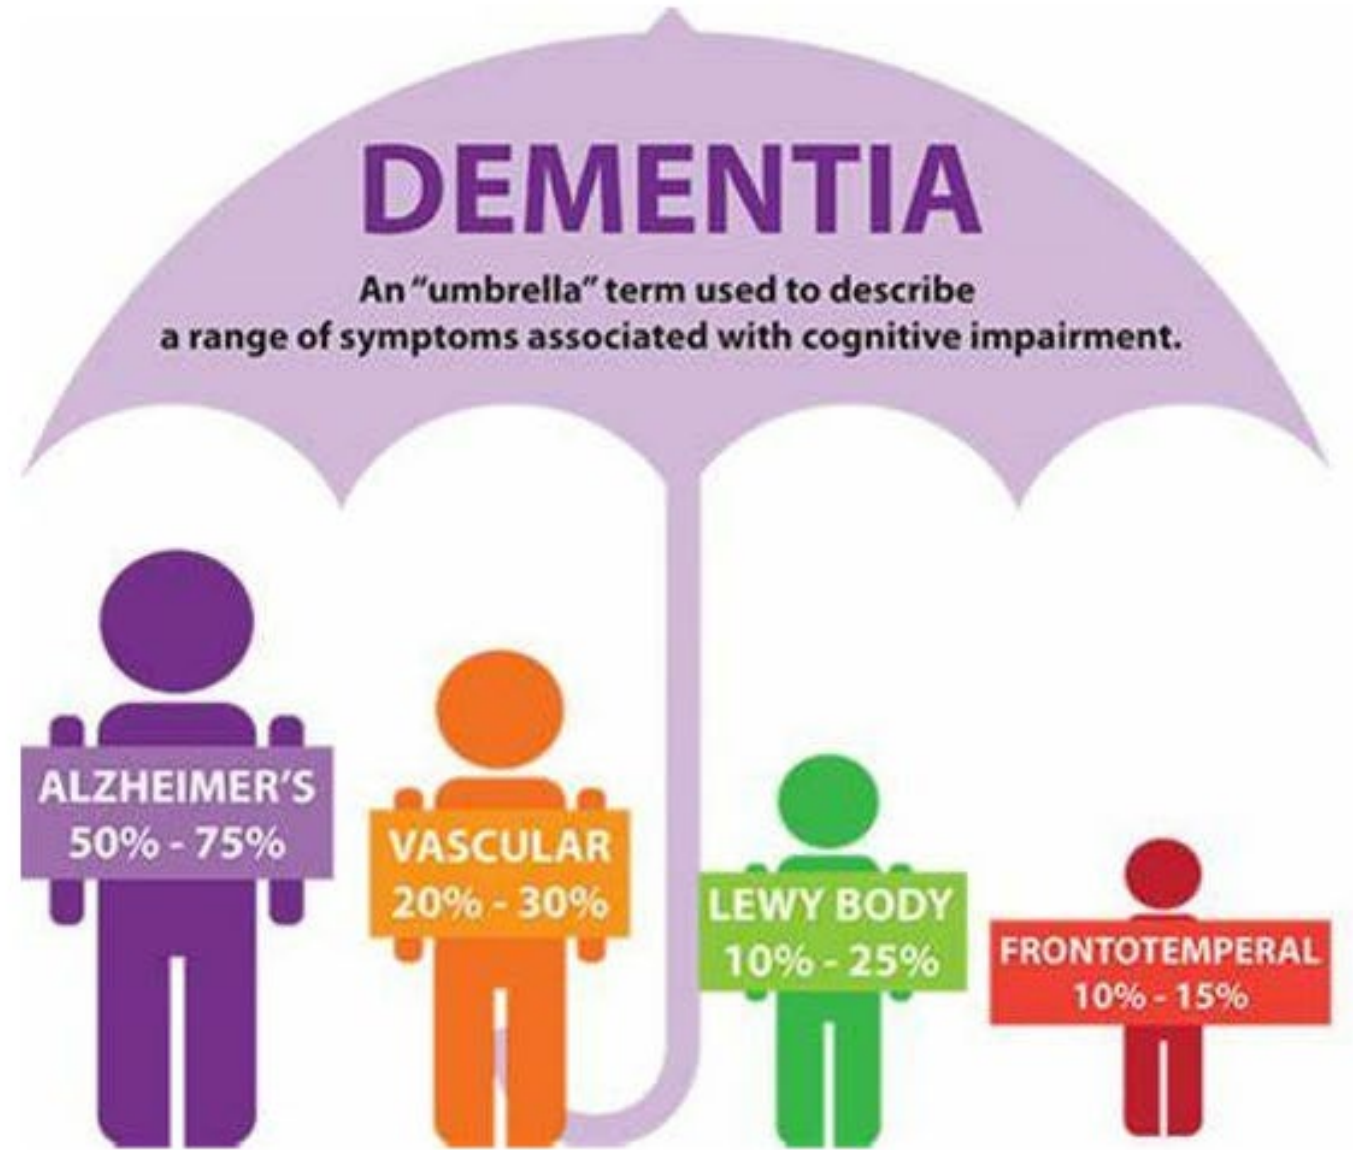 DEMENTIA
An “umbrella” term used to describe
a range of symptoms associated with cognitive impairment.
ALZHEIMER’S
50% - 75%
VASCULAR
20% - 30%
LEWY BODY
10% - 25%
FRONTOTEMPERAL
10% - 15%